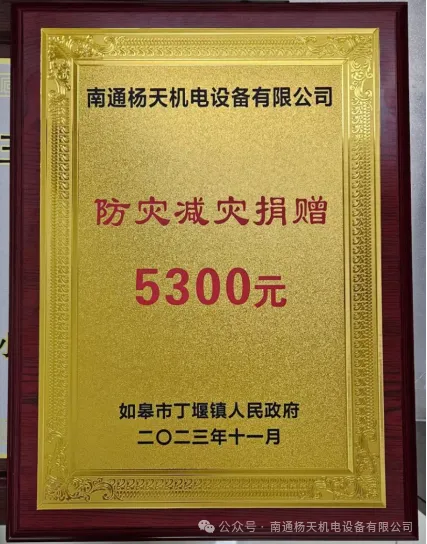 南通杨天机电设备有限公司
防灾减灾捐赠
5300元
如皋市丁堰镇人民政府
二〇二三年十一月
公众号·南通杨天机电设备有限公司